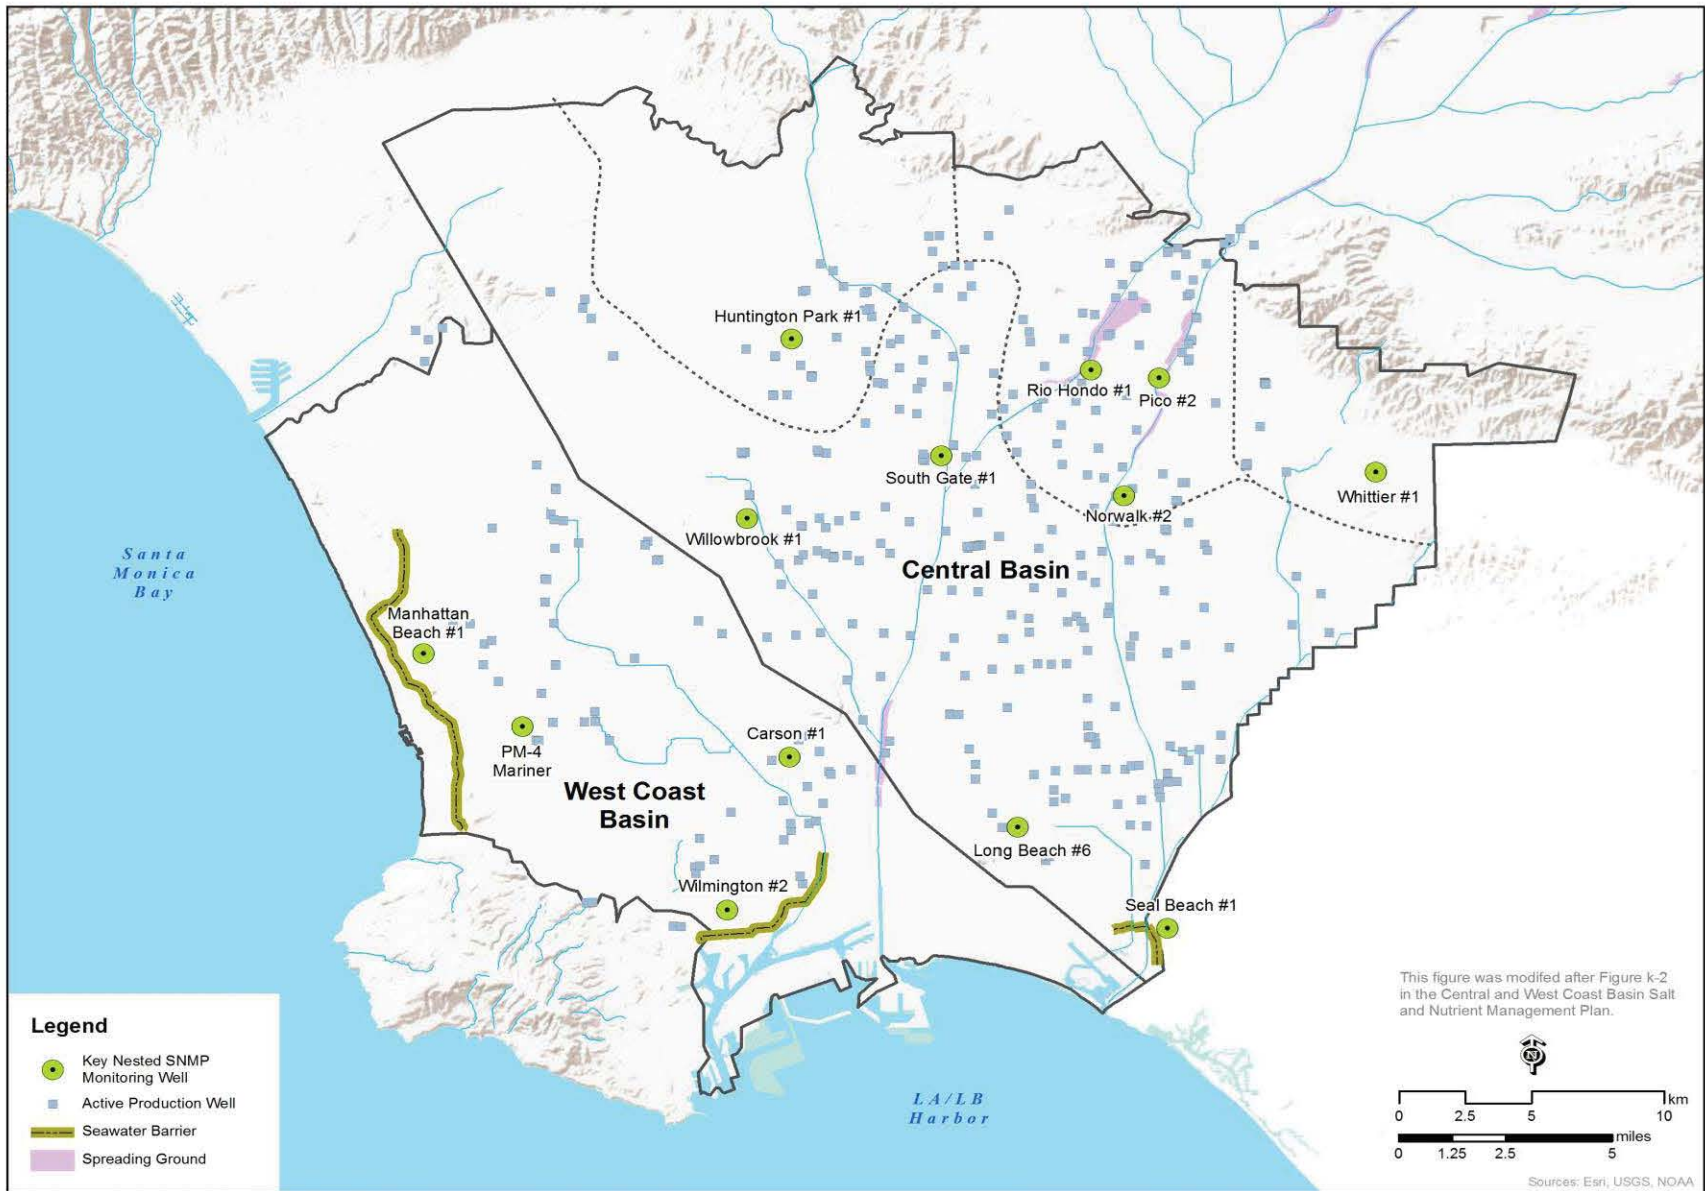 Huntington Park #1
Rio Hondo #1
Pico #2
South Gate #1
Whittier #1
Norwalk #2
Willowbrook #1
Central Basin
Santa
Monica
Bay
Manhattan
Beach #1
PM-4
Mariner
Carson #1
West Coast
Basin
Long Beach #6
Wilmington #2
Seal Beach #1
LA/LB
Harbor
Legend
Key Nested SNMP
Monitoring Well
Active Production Well
Seawater Barrier
Spreading Ground
This figure was modifed after Figure k-2
in the Central and West Coast Basin Salt
and Nutrient Management Plan.
N
km
0 2.5 5 10
miles
0 1.25 2.5 5
Sources: Esri, USGS, NOAA